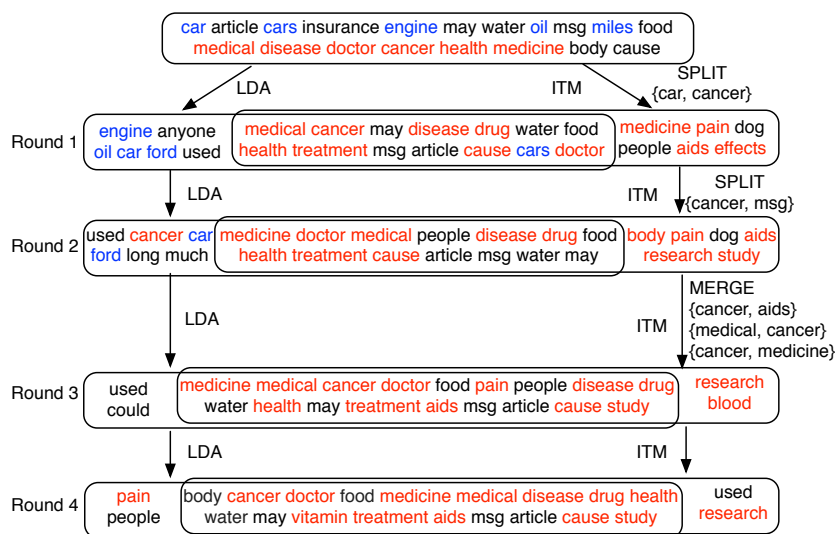 car article cars insurance engine may water oil msg miles food
medical disease doctor cancer health medicine body cause
LDA
ITM
SPLIT
{car, cancer}
Round 1
engine anyone
oil car ford used
medical cancer may disease drug water food
health treatment msg article cause cars doctor
medicine pain dog
people aids effects
LDA
ITM
SPLIT
{cancer, msg}
Round 2
used cancer car
ford long much
medicine doctor medical people disease drug food
health treatment cause article msg water may
body pain dog aids
research study
LDA
ITM
MERGE
{cancer, aids}
{medical, cancer}
{cancer, medicine}
Round 3
used
could
medicine medical cancer doctor food pain people disease drug
water health may treatment aids msg article cause study
research
blood
LDA
ITM
Round 4
pain
people
body cancer doctor food medicine medical disease drug health
water may vitamin treatment aids msg article cause study
used
research